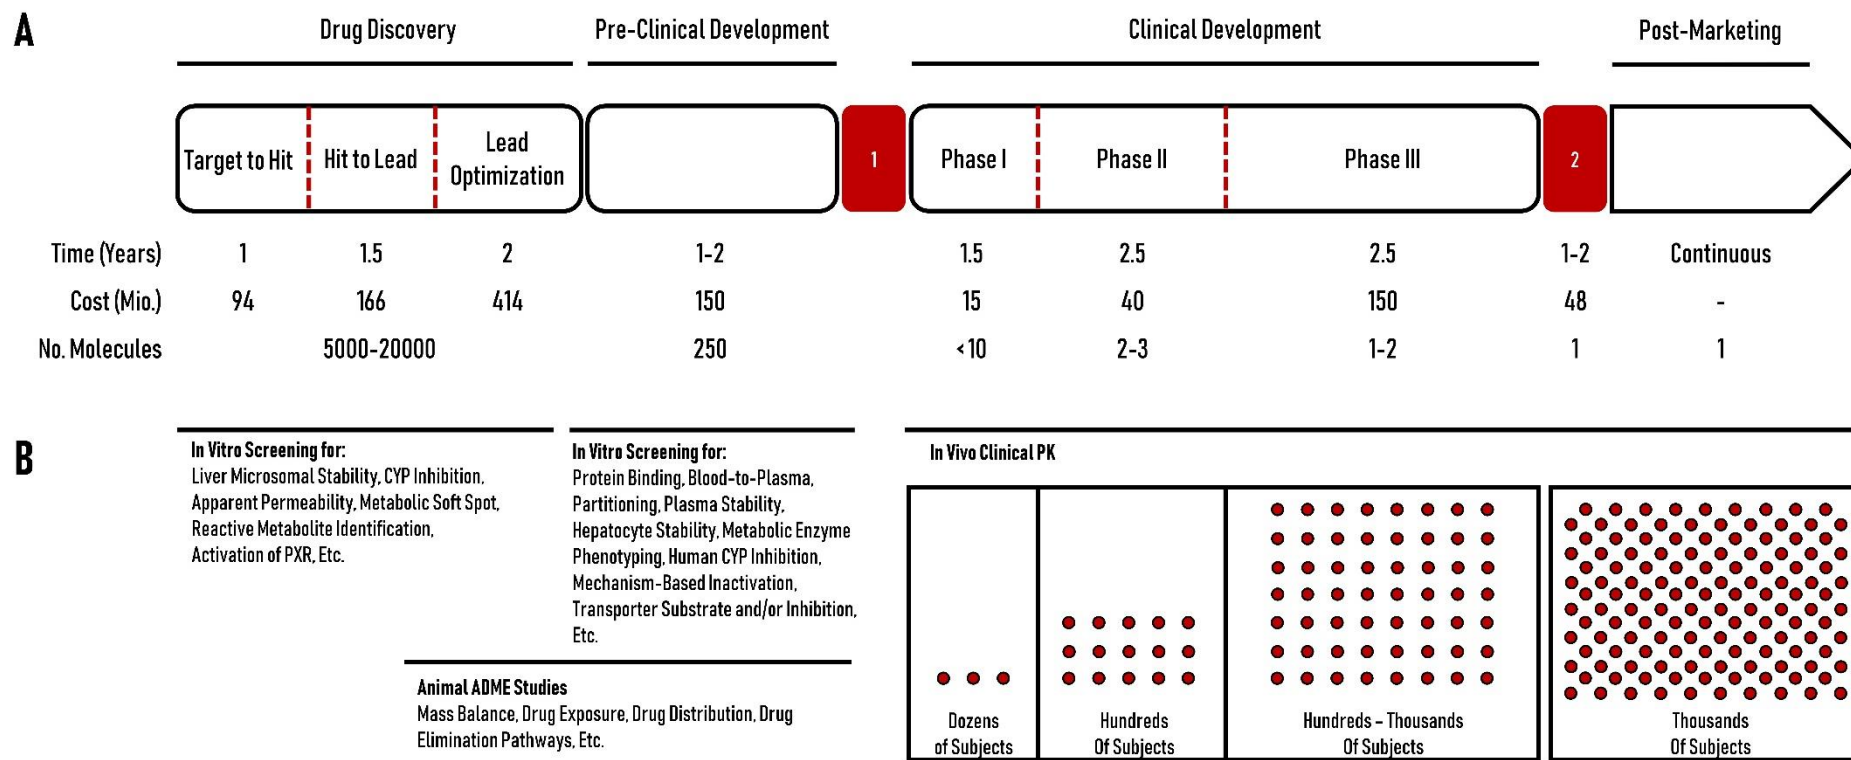 A
Drug Discovery
Pre-Clinical Development
Clinical Development
Post-Marketing
Target to Hit
Hit to Lead
Lead
Optimization
1
Phase I
Phase II
Phase III
2
Time (Years) 1 1.5 2 1-2 1.5 2.5 2.5 1-2 Continuous
Cost (Mio.) 94 166 414 150 15 40 150 48 -
No. Molecules 5000-20000 250 <10 2-3 1-2 1 1
B
In Vitro Screening for:
Liver Microsomal Stability, CYP Inhibition,
Apparent Permeability, Metabolic Soft Spot,
Reactive Metabolite Identification,
Activation of PXR, Etc.
In Vitro Screening for:
Protein Binding, Blood-to-Plasma,
Partitioning, Plasma Stability,
Hepatocyte Stability, Metabolic Enzyme
Phenotyping, Human CYP Inhibition,
Mechanism-Based Inactivation,
Transporter Substrate and/or Inhibition,
Etc.
Animal ADME Studies
Mass Balance, Drug Exposure, Drug Distribution, Drug
Elimination Pathways, Etc.
In Vivo Clinical PK
Dozens
of Subjects
Hundreds
Of Subjects
Hundreds - Thousands
Of Subjects
Thousands
Of Subjects